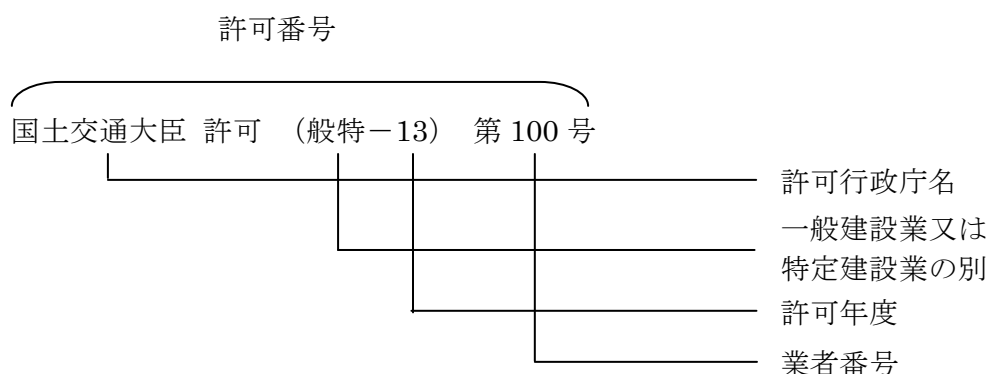 許可番号
国土交通大臣 許可 （般特－13） 第 100 号
許可行政庁名
一般建設業又は
特定建設業の別
許可年度
業者番号